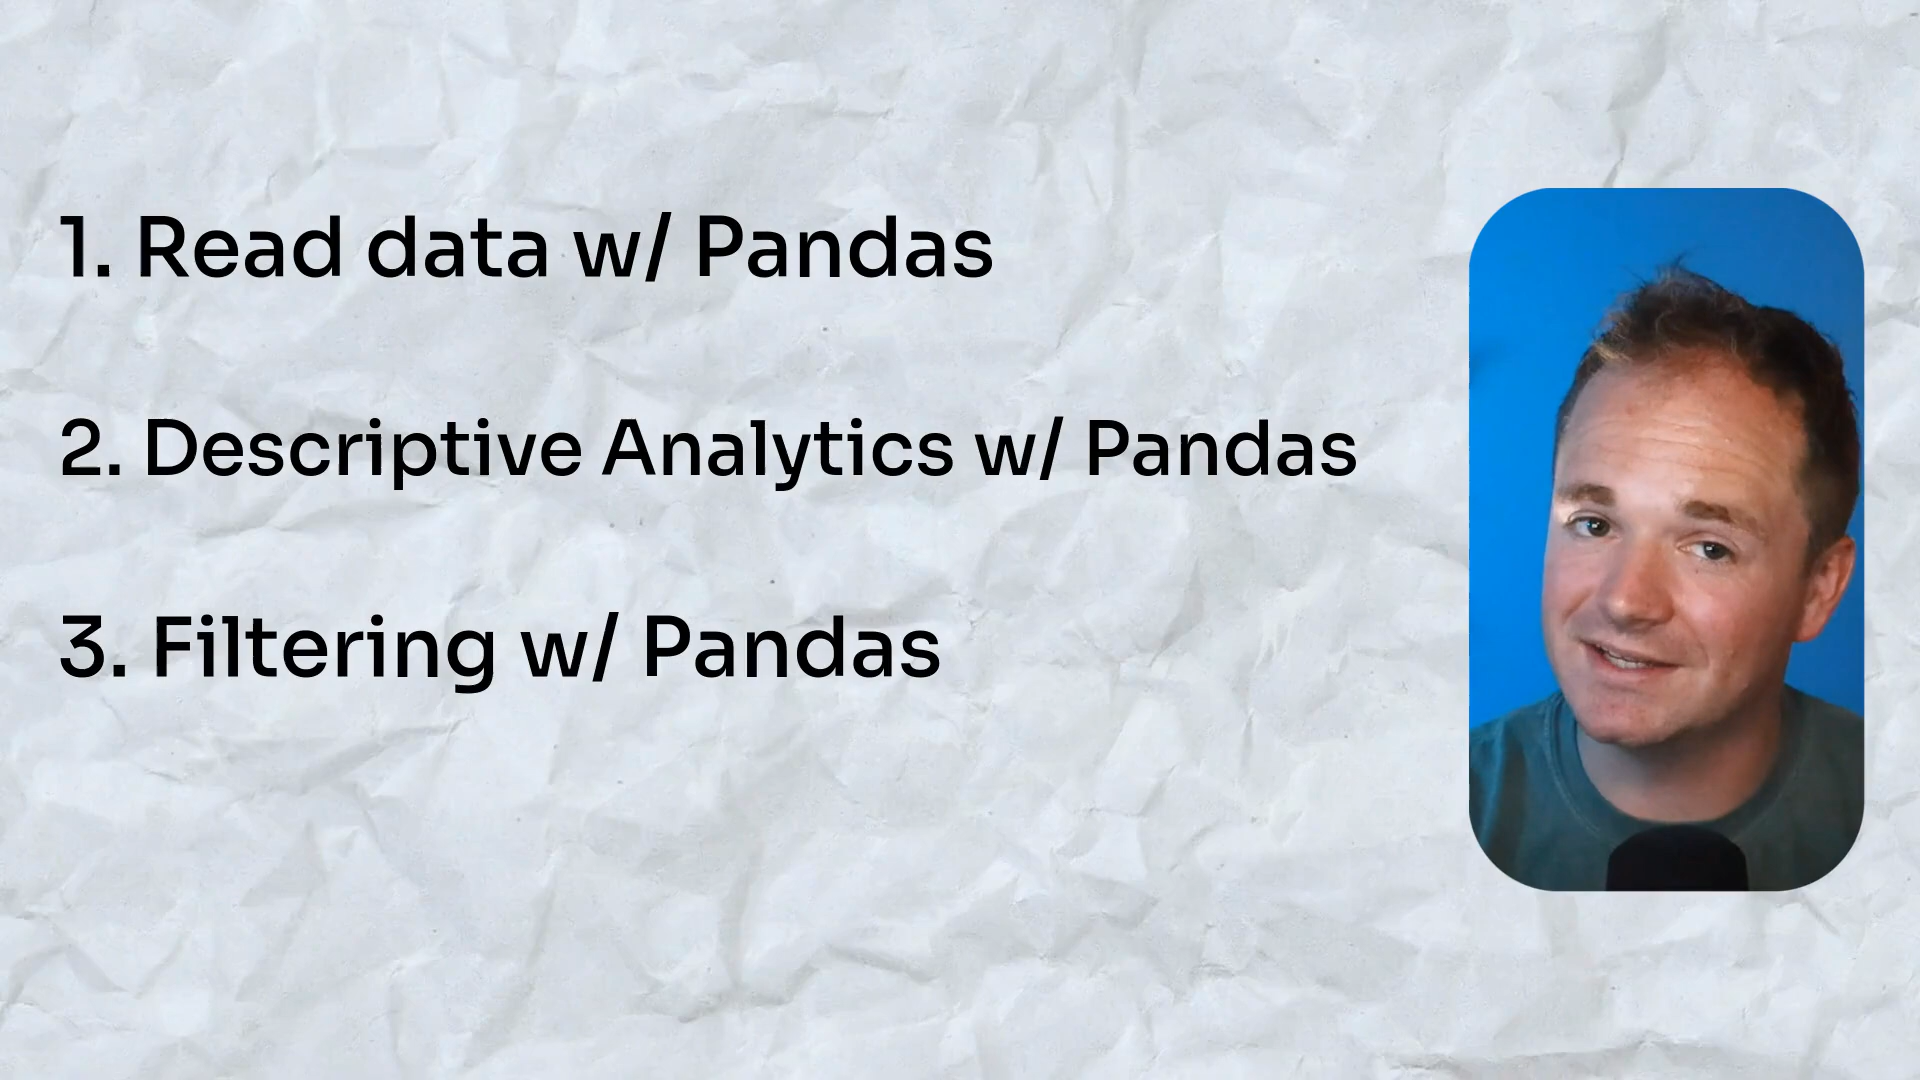 1. Read data w/ Pandas
2. Descriptive Analytics w/ Pandas
3. Filtering w/ Pandas